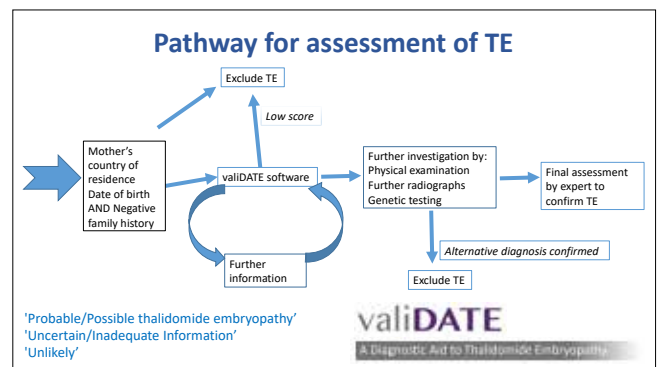 Pathway for assessment of TE
Exclude TE
Low score
Mother's
country of
residence
Date of birth
AND Negative
family history
valiDATE software
Further investigation by:
Physical examination
Further radiographs
Genetic testing
Final assessment
by expert to
confirm TE
Further
information
Alternative diagnosis confirmed
Exclude TE
'Probable/Possible thalidomide embryopathy'
'Uncertain/Inadequate Information'
'Unlikely'
valiDATE
A Diagnostic Aid to Thalidomide Embryopathy